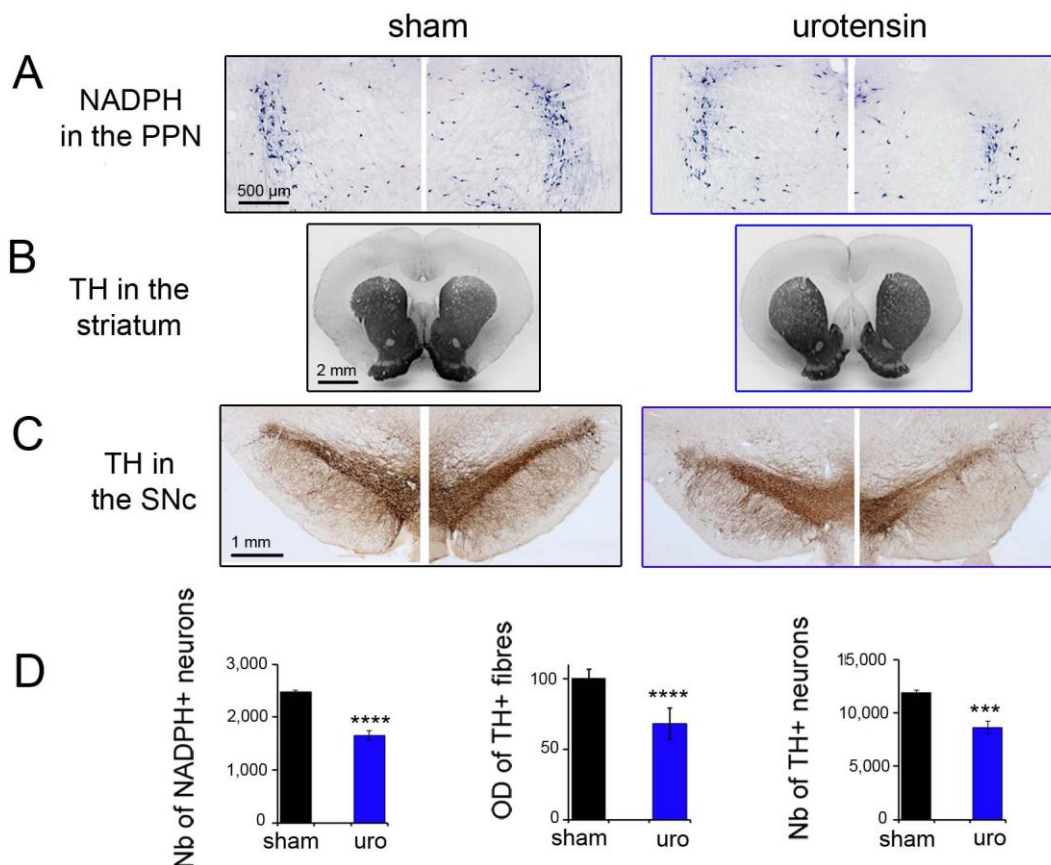 sham
urotensin
A
NADPH
in the PPN
500 µm
B
TH in the
striatum
2 mm
C
TH in
the SNc
1 mm
D
Nb of NADPH+ neurons
3,000
2,000
1,000
0
****
sham
uro
OD of TH+ fibres
100
50
0
****
sham
uro
Nb of TH+ neurons
15,000
10,000
5,000
0
***
sham
uro